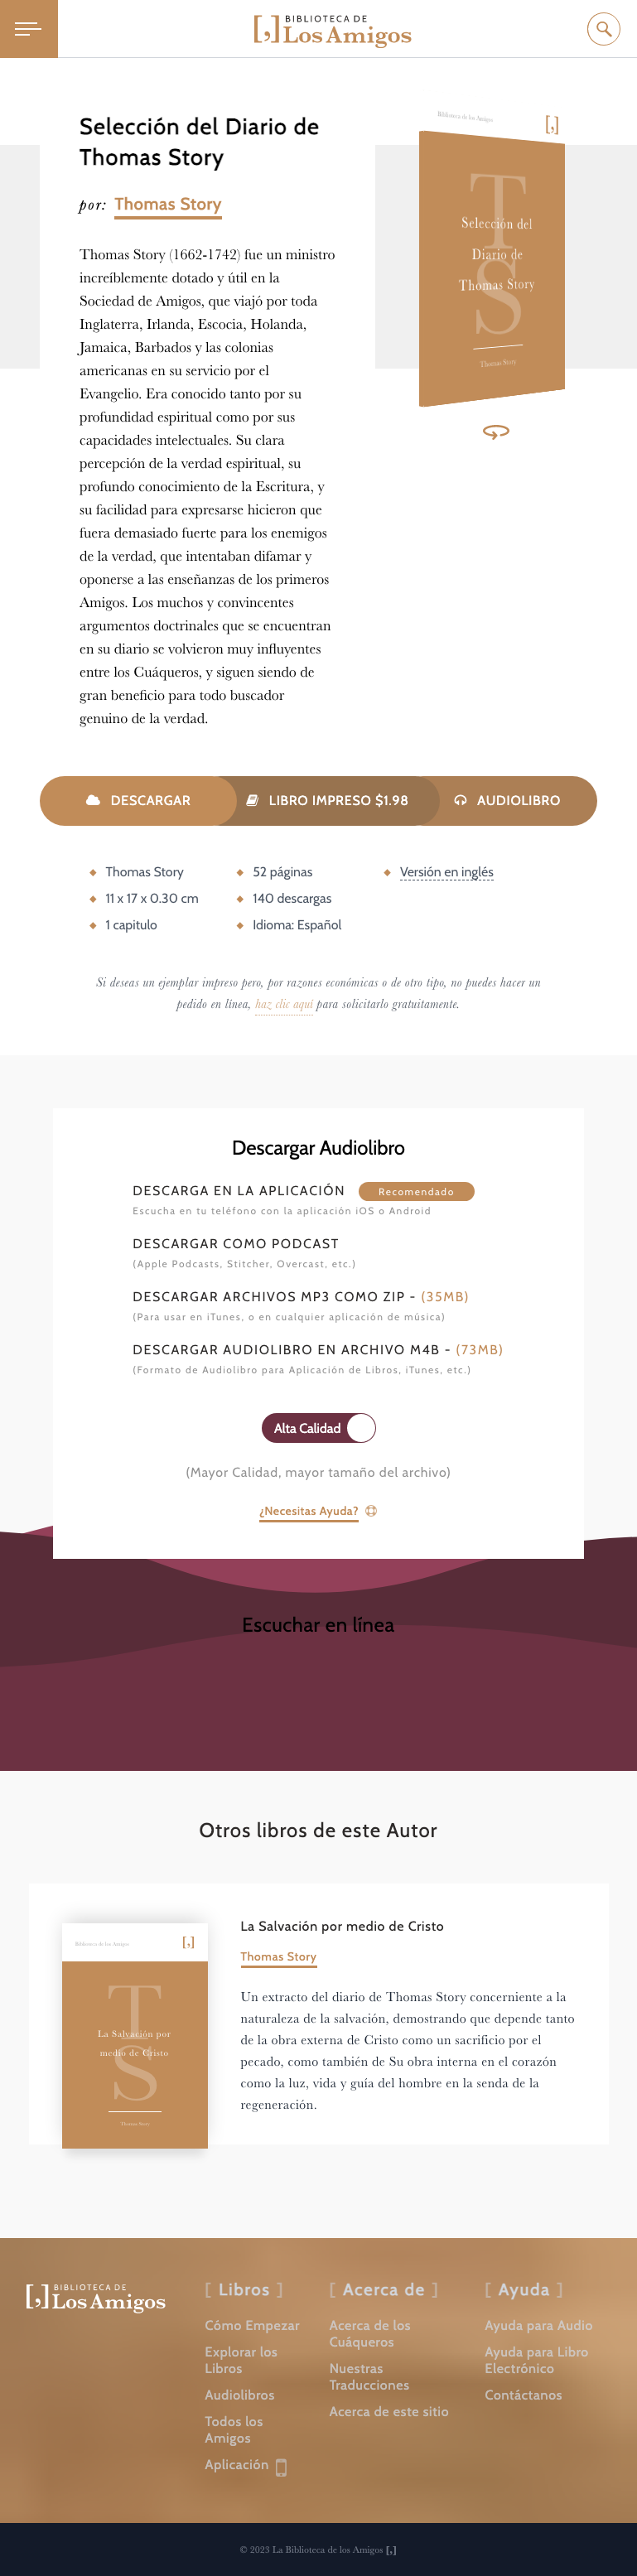 BIBLIOTECA DE
[,] Los Amigos
Selección del Diario de
Thomas Story
por: Thomas Story
Thomas Story (1662-1742) fue un ministro
increíblemente dotado y útil en la
Sociedad de Amigos, que viajó por toda
Inglaterra, Irlanda, Escocia, Holanda,
Jamaica, Barbados y las colonias
americanas en su servicio por el
Evangelio. Era conocido tanto por su
profundidad espiritual como por sus
capacidades intelectuales. Su clara
percepción de la verdad espiritual, su
profundo conocimiento de la Escritura, y
su facilidad para expresarse hicieron que
fuera demasiado fuerte para los enemigos
de la verdad, que intentaban difamar y
oponerse a las enseñanzas de los primeros
Amigos. Los muchos y convincentes
argumentos doctrinales que se encuentran
en su diario se volvieron muy influyentes
entre los Cuáqueros, y siguen siendo de
gran beneficio para todo buscador
genuino de la verdad.
Biblioteca de los Amigos
[,]
TS
Selección del
Diario de
Thomas Story
Thomas Story
DESCARGAR
LIBRO IMPRESO $1.98
AUDIOLIBRO
Thomas Story
52 páginas
Versión en inglés
11 x 17 x 0.30 cm
140 descargas
1 capitulo
Idioma: Español
Si deseas un ejemplar impreso pero, por razones económicas o de otro tipo, no puedes hacer un
pedido en línea, haz clic aquí para solicitarlo gratuitamente.
Descargar Audiolibro
DESCARGA EN LA APLICACIÓN Recomendado
Escucha en tu teléfono con la aplicación iOS o Android
DESCARGAR COMO PODCAST
(Apple Podcasts, Stitcher, Overcast, etc.)
DESCARGAR ARCHIVOS MP3 COMO ZIP - (35MB)
(Para usar en iTunes, o en cualquier aplicación de música)
DESCARGAR AUDIOLIBRO EN ARCHIVO M4B - (73MB)
(Formato de Audiolibro para Aplicación de Libros, iTunes, etc.)
Alta Calidad
(Mayor Calidad, mayor tamaño del archivo)
¿Necesitas Ayuda?
Escuchar en línea
Otros libros de este Autor
Biblioteca de los Amigos
[,]
TS
La Salvación por
medio de Cristo
Thomas Story
La Salvación por medio de Cristo
Thomas Story
Un extracto del diario de Thomas Story concerniente a la
naturaleza de la salvación, demostrando que depende tanto
de la obra externa de Cristo como un sacrificio por el
pecado, como también de Su obra interna en el corazón
como la luz, vida y guía del hombre en la senda de la
regeneración.
BIBLIOTECA DE
[,] Los Amigos
[ Libros ]
Cómo Empezar
Explorar los
Libros
Audiolibros
Todos los
Amigos
Aplicación
[ Acerca de ]
Acerca de los
Cuáqueros
Nuestras
Traducciones
Acerca de este sitio
[ Ayuda ]
Ayuda para Audio
Ayuda para Libro
Electrónico
Contáctanos
© 2023 La Biblioteca de los Amigos [,]